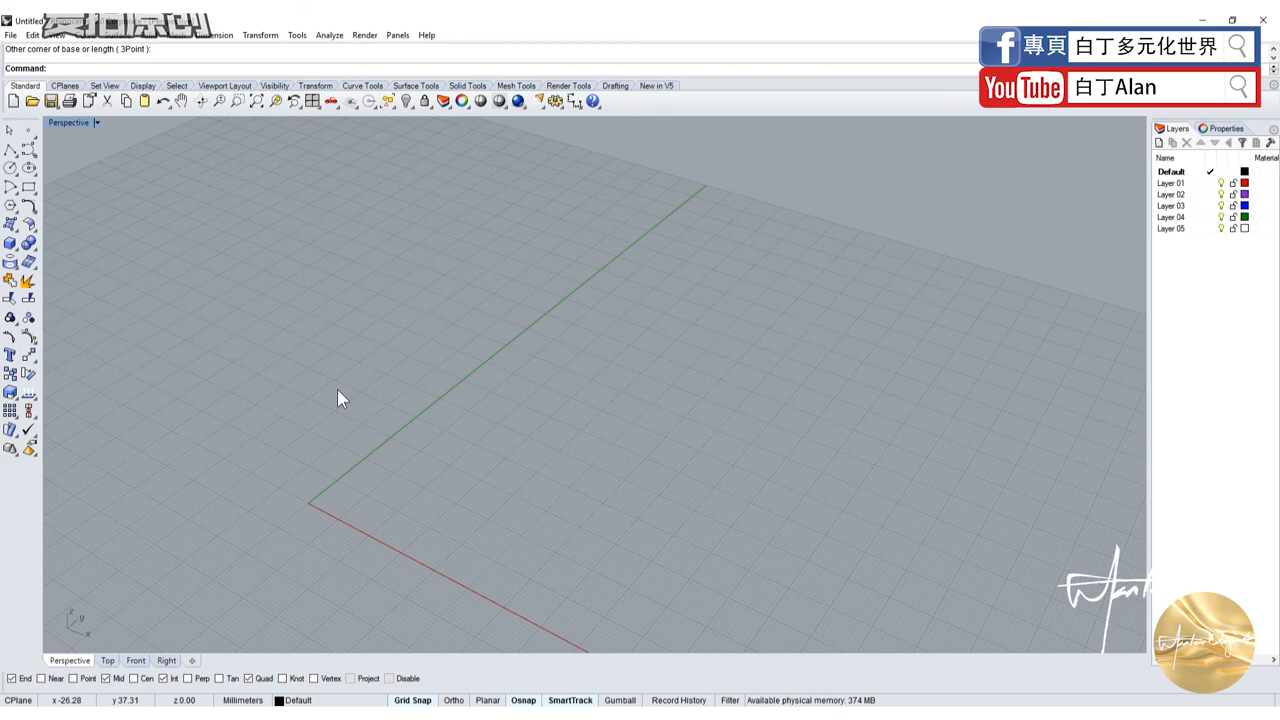 Untitled
File Edit View Dimension Transform Tools Analyze Render Panels Help
Other corner of base or length ( 3Point ):
Command:
專頁 白丁多元化世界
YouTube 白丁Alan
Standard CPlanes Set View Display Select Viewport Layout Visibility Transform Curve Tools Surface Tools Solid Tools Mesh Tools Render Tools Drafting New in V5
Perspective
Layers Properties
Name Material
Default
Layer 01
Layer 02
Layer 03
Layer 04
Layer 05
z
y
x
Perspective Top Front Right
End Near Point Mid Cen Int Perp Tan Quad Knot Vertex Project Disable
CPlane x -26.28 y 37.31 z 0.00 Millimeters Default Grid Snap Ortho Planar Osnap SmartTrack Gumball Record History Filter Available physical memory: 374 MB